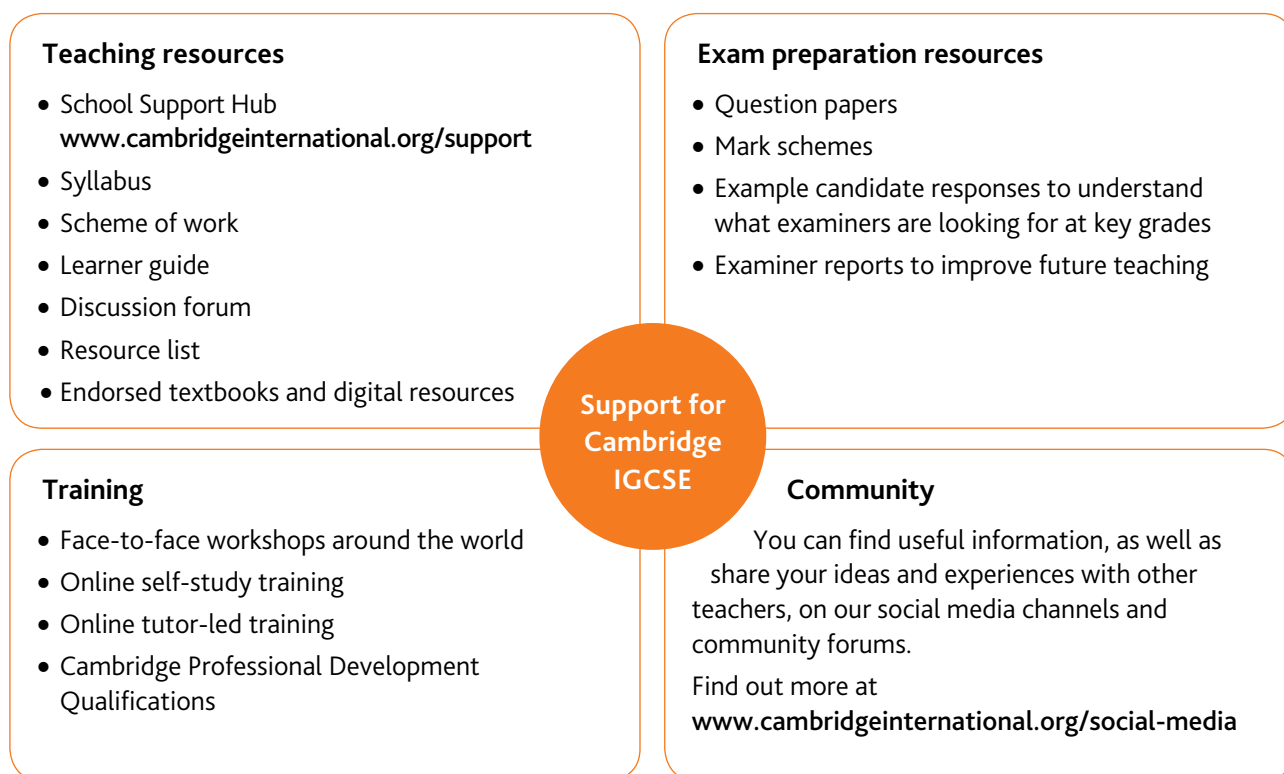 Teaching resources
• School Support Hub
www.cambridgeinternational.org/support
• Syllabus
• Scheme of work
• Learner guide
• Discussion forum
• Resource list
• Endorsed textbooks and digital resources
Exam preparation resources
• Question papers
• Mark schemes
• Example candidate responses to understand
what examiners are looking for at key grades
• Examiner reports to improve future teaching
Support for
Cambridge
IGCSE
Training
• Face-to-face workshops around the world
• Online self-study training
• Online tutor-led training
• Cambridge Professional Development
Qualifications
Community
You can find useful information, as well as
share your ideas and experiences with other
teachers, on our social media channels and
community forums.
Find out more at
www.cambridgeinternational.org/social-media